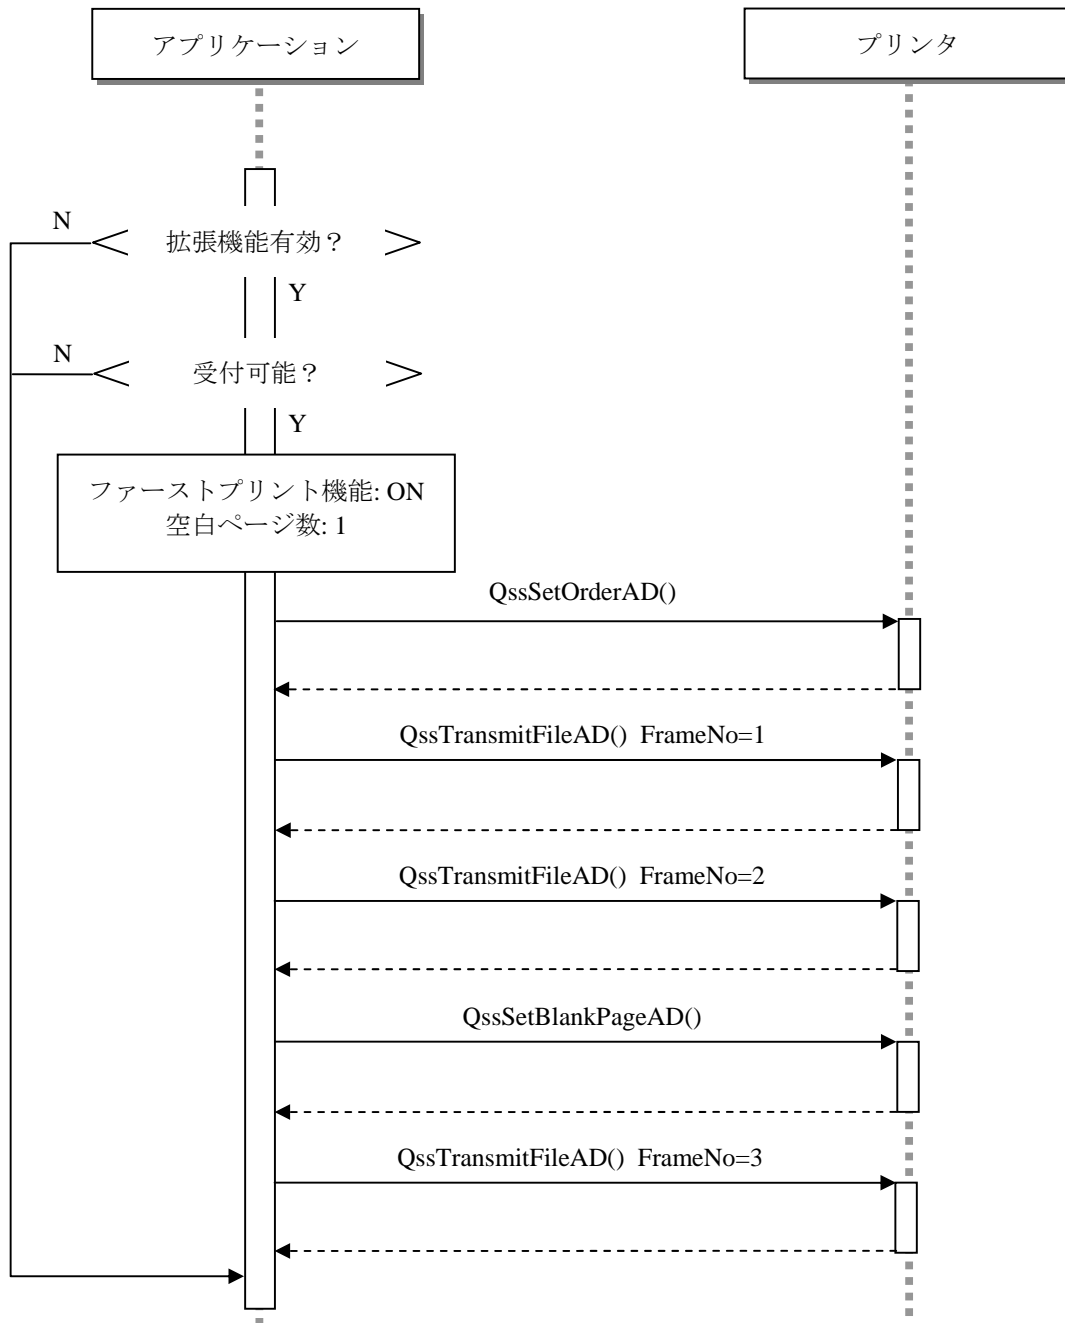 アプリケーション
プリンタ
N
拡張機能有効？
Y
N
受付可能？
Y
ファーストプリント機能: ON
空白ページ数: 1
QssSetOrderAD()
QssTransmitFileAD()  FrameNo=1
QssTransmitFileAD()  FrameNo=2
QssSetBlankPageAD()
QssTransmitFileAD()  FrameNo=3